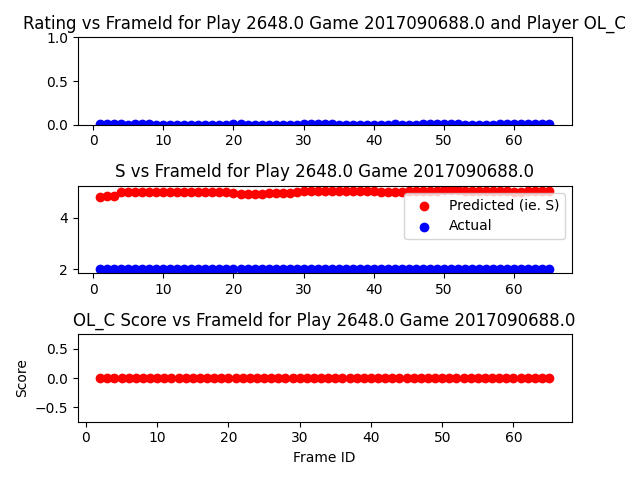 Rating vs FrameId for Play 2648.0 Game 2017090688.0 and Player OL_C
1.0
0.5
0.0
0 10 20 30 40 50 60
S vs FrameId for Play 2648.0 Game 2017090688.0
4
2
Predicted (ie. S)
Actual
0 10 20 30 40 50 60
OL_C Score vs FrameId for Play 2648.0 Game 2017090688.0
Score
0.5
0.0
−0.5
0 10 20 30 40 50 60
Frame ID